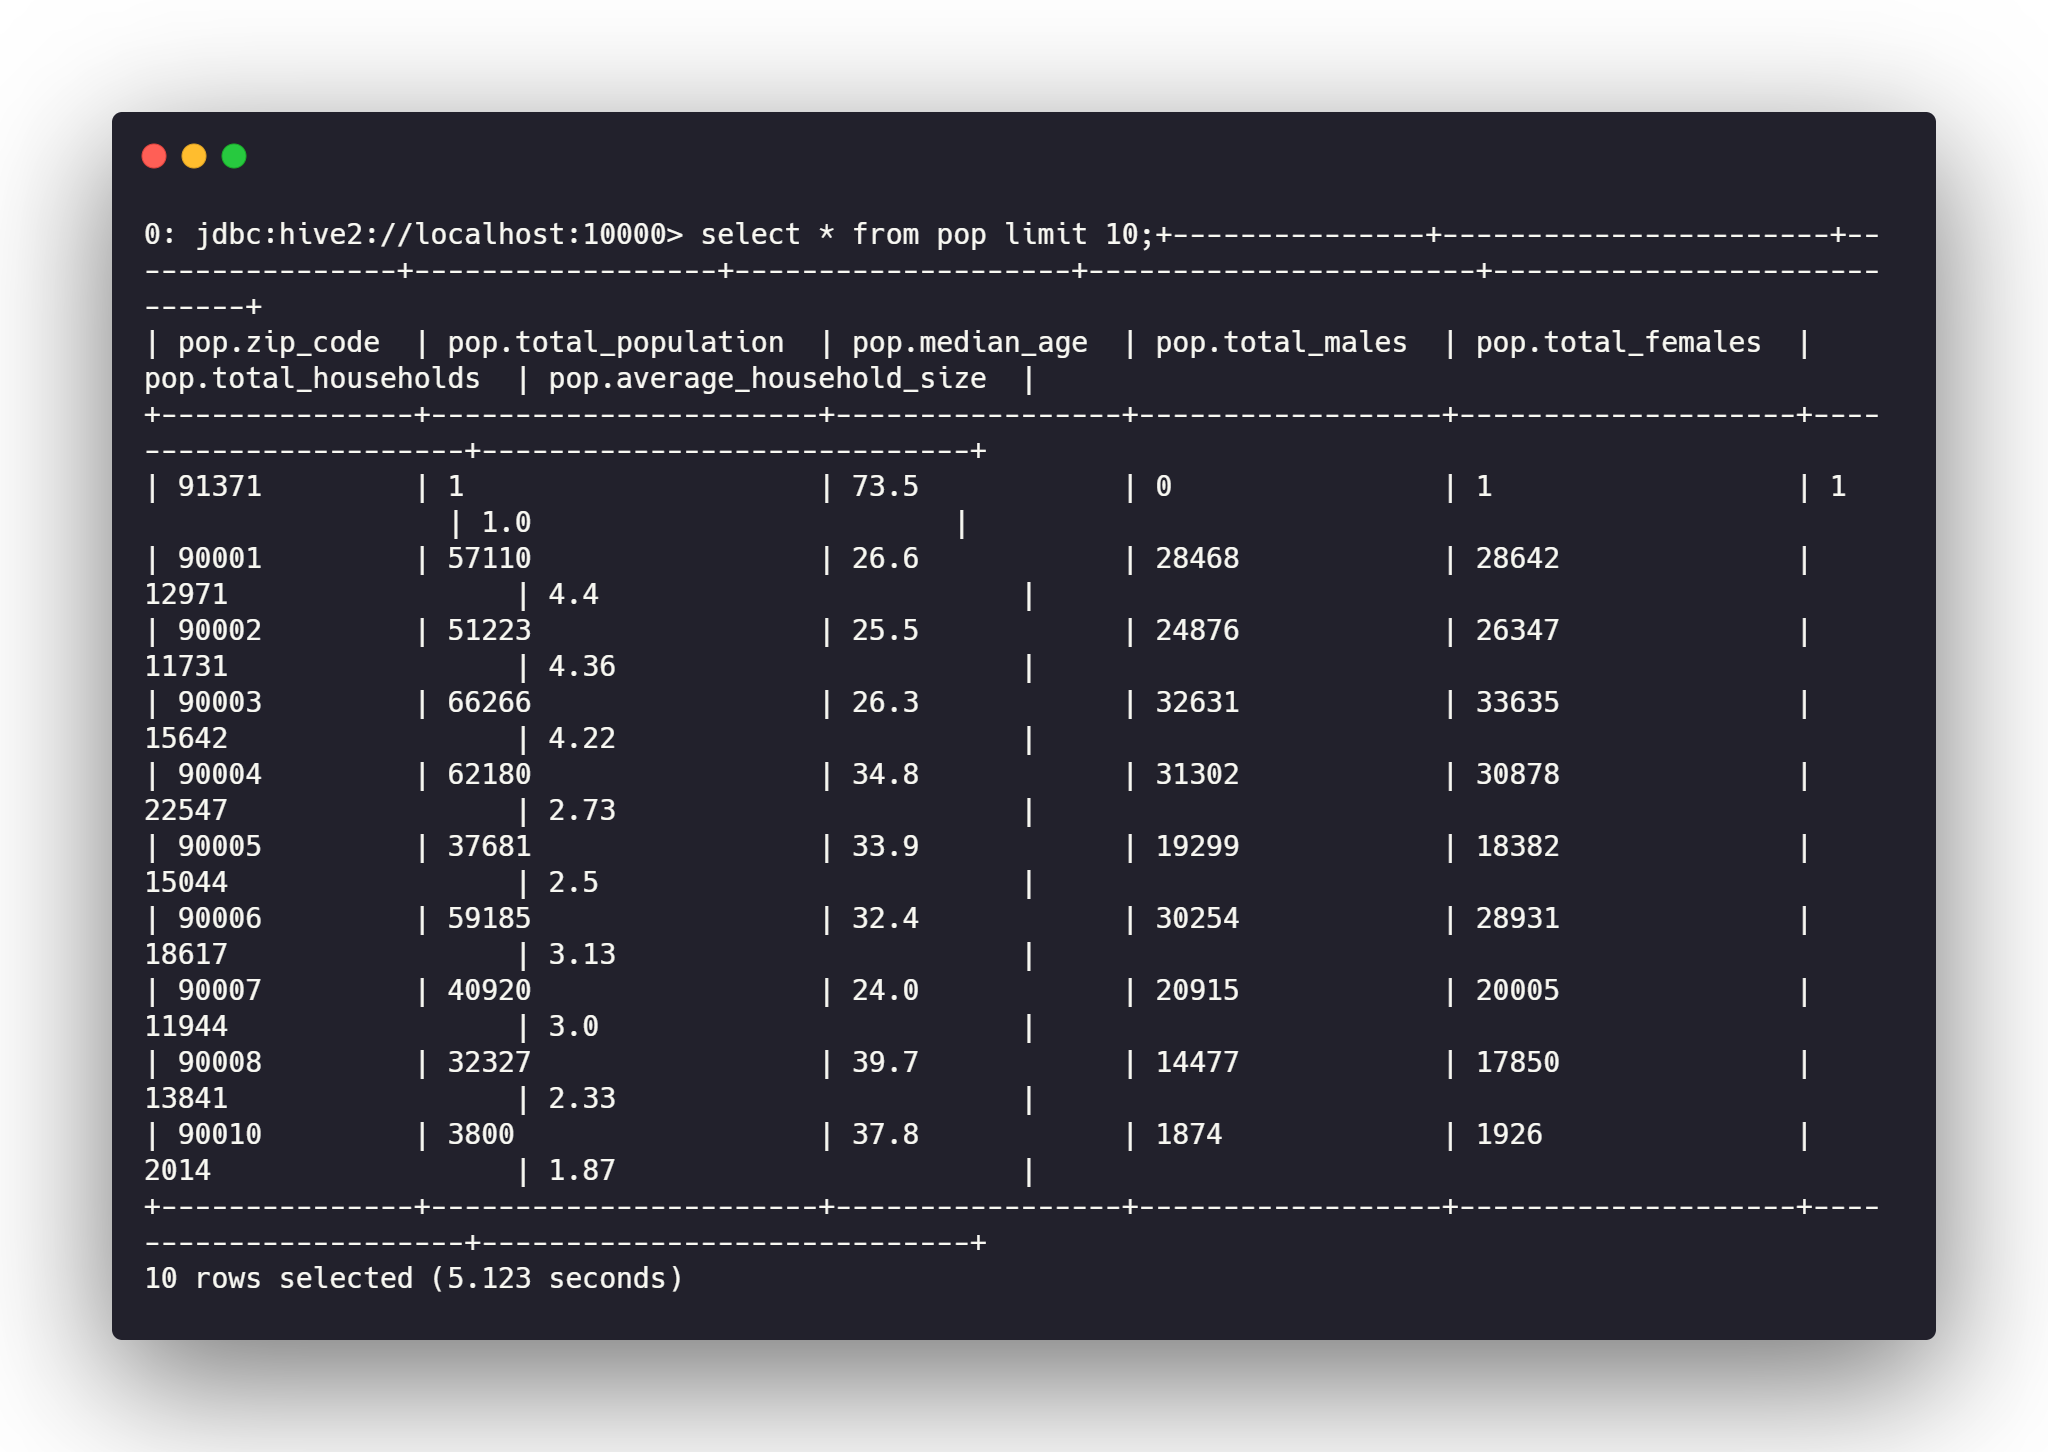 0: jdbc:hive2://localhost:10000> select * from pop limit 10;+---------------+-----------------------+--
---------------+------------------+--------------------+-----------------------+-----------------------
------+
| pop.zip_code  | pop.total_population  | pop.median_age  | pop.total_males  | pop.total_females  |
pop.total_households  | pop.average_household_size  |
+---------------+-----------------------+-----------------+------------------+--------------------+----
-------------------+-----------------------------+
| 91371         | 1                     | 73.5            | 0                | 1                  | 1
                  | 1.0                         |
| 90001         | 57110                 | 26.6            | 28468            | 28642              |
12971                 | 4.4                         |
| 90002         | 51223                 | 25.5            | 24876            | 26347              |
11731                 | 4.36                        |
| 90003         | 66266                 | 26.3            | 32631            | 33635              |
15642                 | 4.22                        |
| 90004         | 62180                 | 34.8            | 31302            | 30878              |
22547                 | 2.73                        |
| 90005         | 37681                 | 33.9            | 19299            | 18382              |
15044                 | 2.5                         |
| 90006         | 59185                 | 32.4            | 30254            | 28931              |
18617                 | 3.13                        |
| 90007         | 40920                 | 24.0            | 20915            | 20005              |
11944                 | 3.0                         |
| 90008         | 32327                 | 39.7            | 14477            | 17850              |
13841                 | 2.33                        |
| 90010         | 3800                  | 37.8            | 1874             | 1926               |
2014                  | 1.87                        |
+---------------+-----------------------+-----------------+------------------+--------------------+----
-------------------+-----------------------------+
10 rows selected (5.123 seconds)